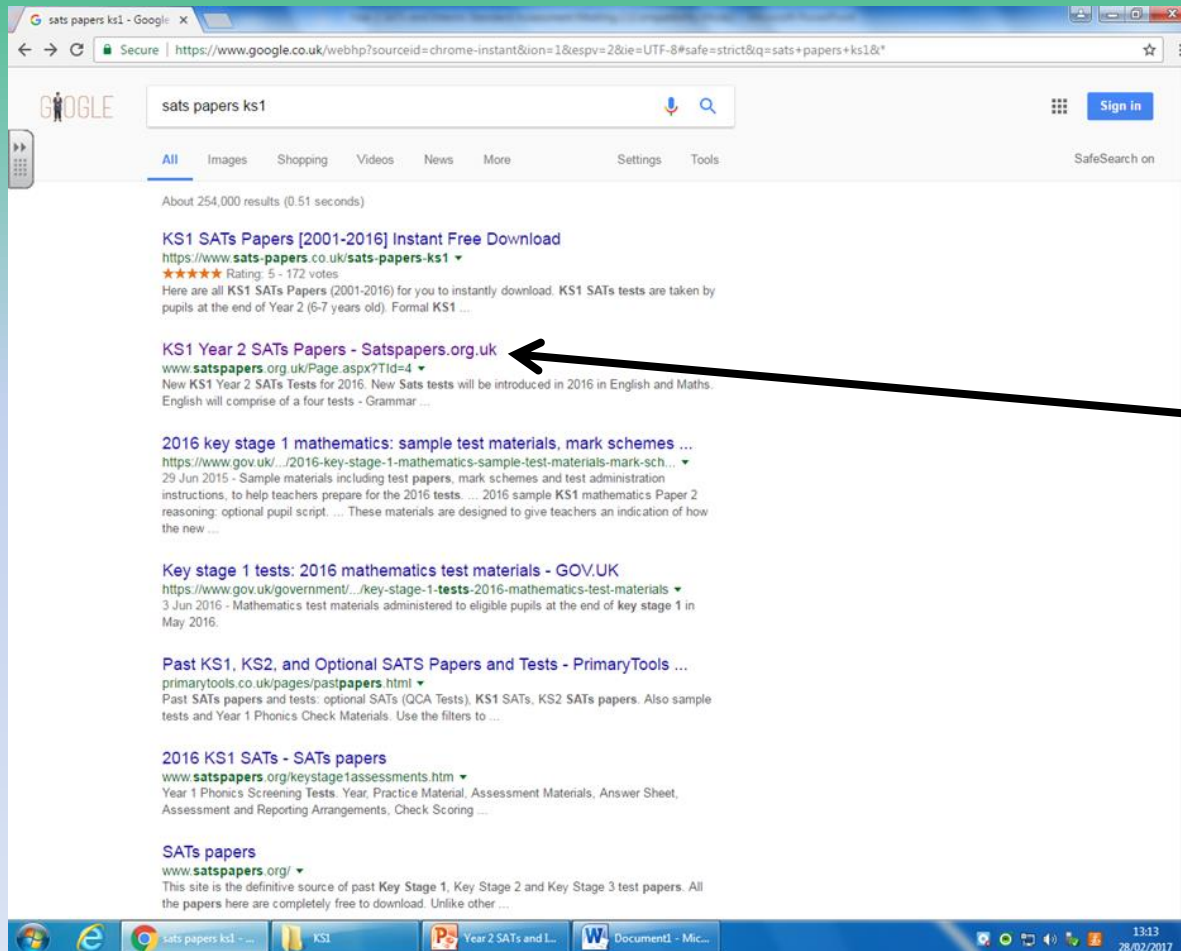 sats papers ks1 - Google
Secure | https://www.google.co.uk/webhp?sourceid=chrome-instant&ion=1&espv=2&ie=UTF-8#safe=strict&q=sats+papers+ks1&*
GOOGLE
sats papers ks1
Sign in
All Images Shopping Videos News More Settings Tools
SafeSearch on
About 254,000 results (0.51 seconds)
KS1 SATs Papers [2001-2016] Instant Free Download
https://www.sats-papers.co.uk/sats-papers-ks1
Rating: 5 - 172 votes
Here are all KS1 SATs Papers (2001-2016) for you to instantly download. KS1 SATs tests are taken by
pupils at the end of Year 2 (6-7 years old). Formal KS1 ...
KS1 Year 2 SATs Papers - Satspapers.org.uk
www.satspapers.org.uk/Page.aspx?TId=4
New KS1 Year 2 SATs Tests for 2016. New Sats tests will be introduced in 2016 in English and Maths.
English will comprise of a four tests - Grammar ...
2016 key stage 1 mathematics: sample test materials, mark schemes ...
https://www.gov.uk/.../2016-key-stage-1-mathematics-sample-test-materials-mark-sch...
29 Jun 2015 - Sample materials including test papers, mark schemes and test administration
instructions, to help teachers prepare for the 2016 tests. ... 2016 sample KS1 mathematics Paper 2
reasoning: optional pupil script. ... These materials are designed to give teachers an indication of how
the new ...
Key stage 1 tests: 2016 mathematics test materials - GOV.UK
https://www.gov.uk/government/.../key-stage-1-tests-2016-mathematics-test-materials
3 Jun 2016 - Mathematics test materials administered to eligible pupils at the end of key stage 1 in
May 2016.
Past KS1, KS2, and Optional SATS Papers and Tests - PrimaryTools ...
primarytools.co.uk/pages/pastpapers.html
Past SATs papers and tests: optional SATs (QCA Tests), KS1 SATs, KS2 SATs papers. Also sample
tests and Year 1 Phonics Check Materials. Use the filters to ...
2016 KS1 SATs - SATs papers
www.satspapers.org/keystage1assessments.htm
Year 1 Phonics Screening Tests. Year, Practice Material, Assessment Materials, Answer Sheet,
Assessment and Reporting Arrangements, Check Scoring ...
SATs papers
www.satspapers.org/
This site is the definitive source of past Key Stage 1, Key Stage 2 and Key Stage 3 test papers. All
the papers here are completely free to download. Unlike other ...
sats papers ks1 - ... KS1 Year 2 SATs and I... Document1 - Mic... 13:13
28/02/2017